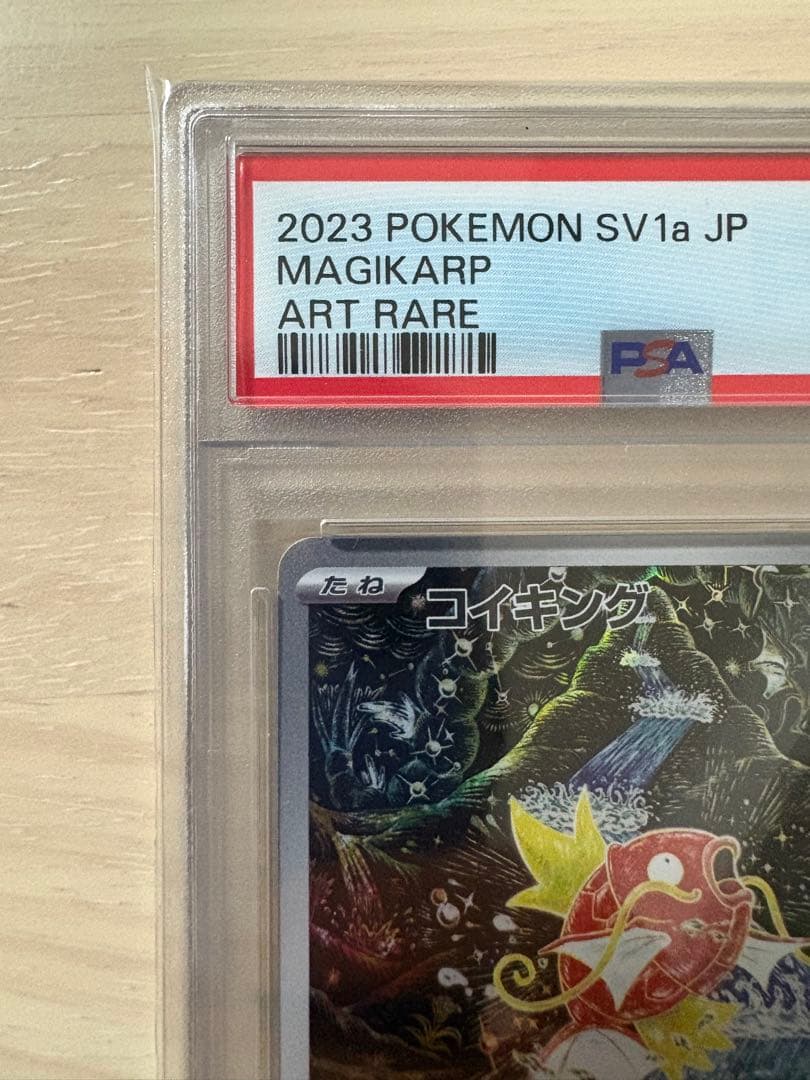 2023 POKEMON SV1a JP
MAGIKARP
ART RARE
PSA
たね
コイキング